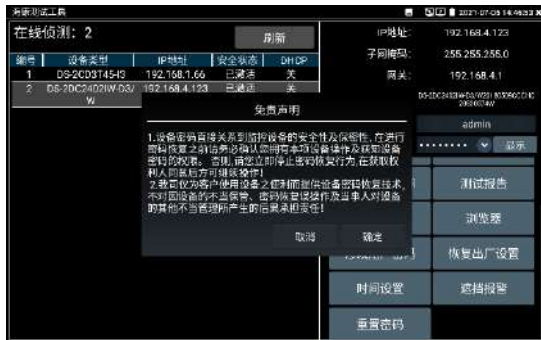 海康测试工具
2021-07-05 14:46:53
在线侦测：2
刷新
编号 设备类型 IP地址 安全状态 DHCP
1 DS-2CD3T45-I3 192.168.1.66 已激活 关
2 DS-2DC2402IW-D3/W 192.168.4.123 已激活 关
IP地址: 192.168.4.123
子网掩码: 255.255.255.0
网关: 192.168.4.1
admin
显示
免责声明
1.设备密码直接关系到监控设备的安全性及保密性,在进行
密码恢复之前请务必确认您拥有本项设备操作及获知设备
密码的权限。否则,请您立即停止密码恢复行为,在获取权
利人同意后方可继续操作!
2.我司仅为客户使用设备之便利而提供设备密码恢复技术,
不对因设备的不当保管、密码恢复误操作及当事人对设备
的其他不当管理所产生的后果承担责任!
取消 确定
测试报告
浏览器
恢复出厂设置
时间设置 遮挡报警
重置密码